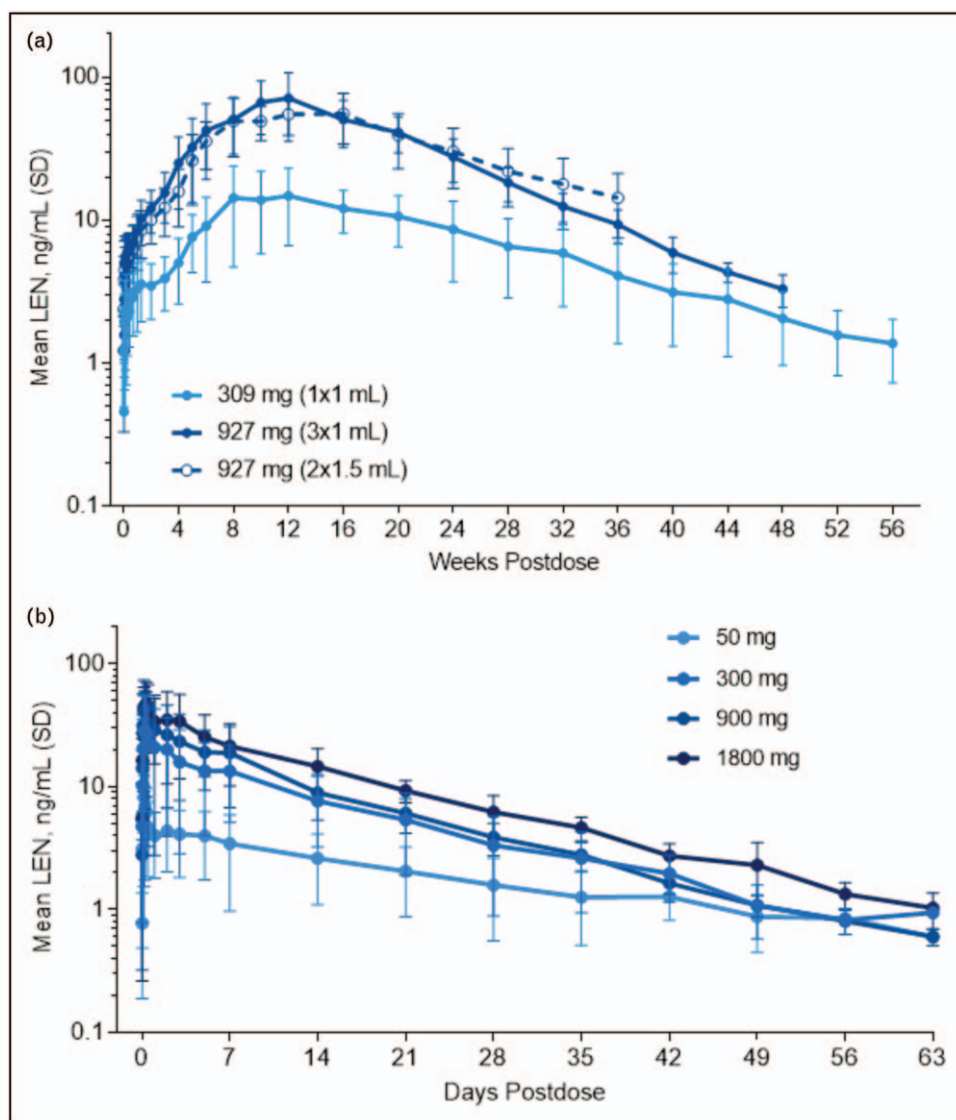 (a)
100
10
1
0.1
Mean LEN, ng/mL (SD)
309 mg (1x1 mL)
927 mg (3x1 mL)
927 mg (2x1.5 mL)
0 4 8 12 16 20 24 28 32 36 40 44 48 52 56
Weeks Postdose
(b)
100
10
1
0.1
Mean LEN, ng/mL (SD)
50 mg
300 mg
900 mg
1800 mg
0 7 14 21 28 35 42 49 56 63
Days Postdose